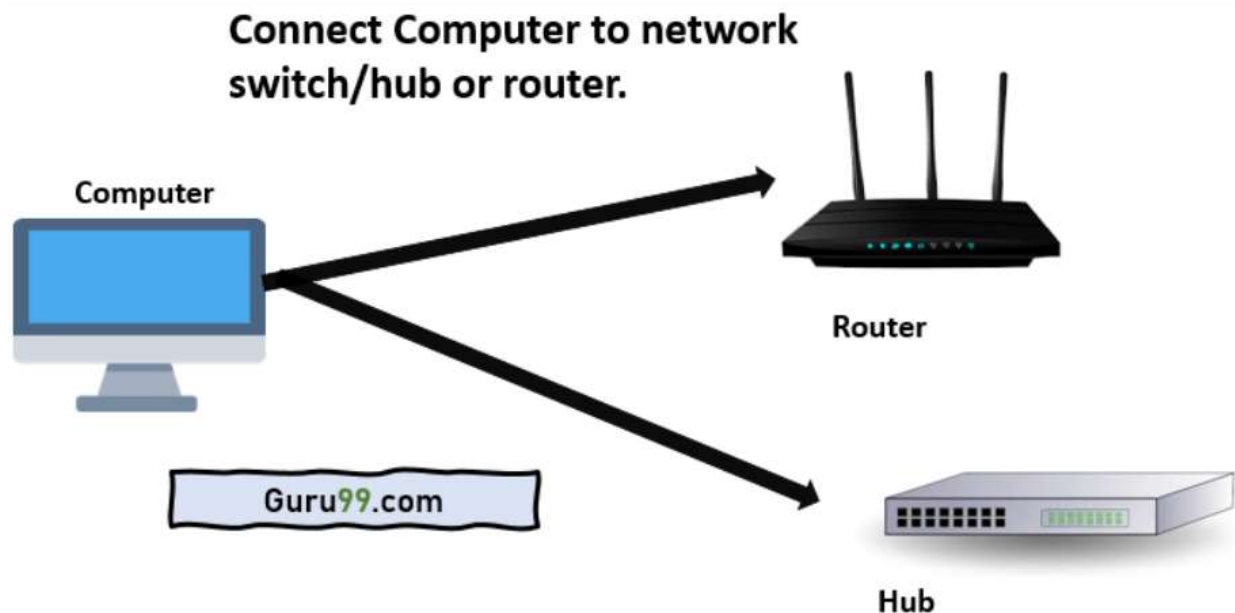 Connect Computer to network
switch/hub or router.
Computer
Router
Guru99.com
Hub